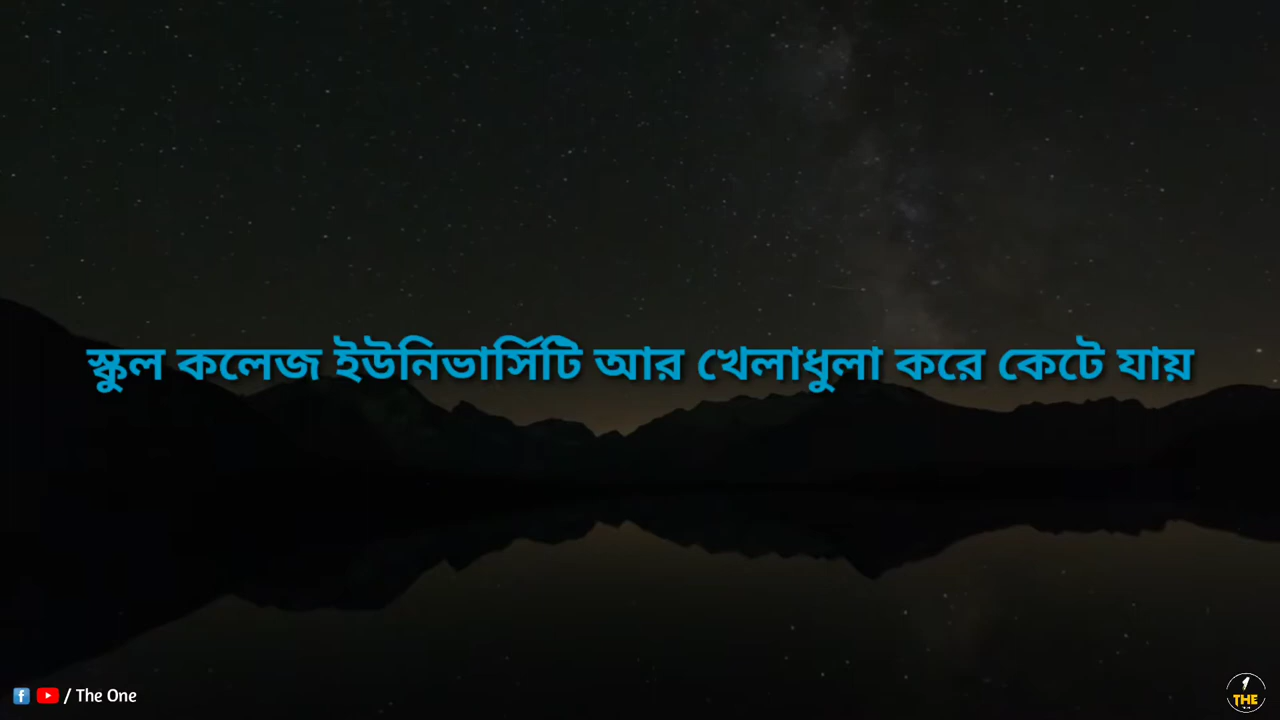 স্কুল কলেজ ইউনিভার্সিটি আর খেলাধুলা করে কেটে যায়
/ The One
THE